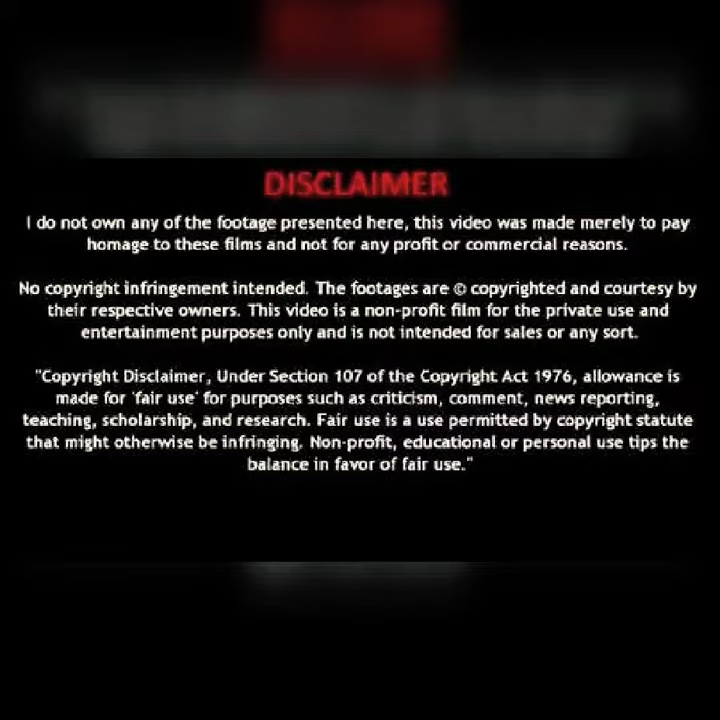 DISCLAIMER
I do not own any of the footage presented here, this video was made merely to pay
homage to these films and not for any profit or commercial reasons.
No copyright infringement intended. The footages are © copyrighted and courtesy by
their respective owners. This video is a non-profit film for the private use and
entertainment purposes only and is not intended for sales or any sort.
"Copyright Disclaimer, Under Section 107 of the Copyright Act 1976, allowance is
made for 'fair use' for purposes such as criticism, comment, news reporting,
teaching, scholarship, and research. Fair use is a use permitted by copyright statute
that might otherwise be infringing. Non-profit, educational or personal use tips the
balance in favor of fair use."